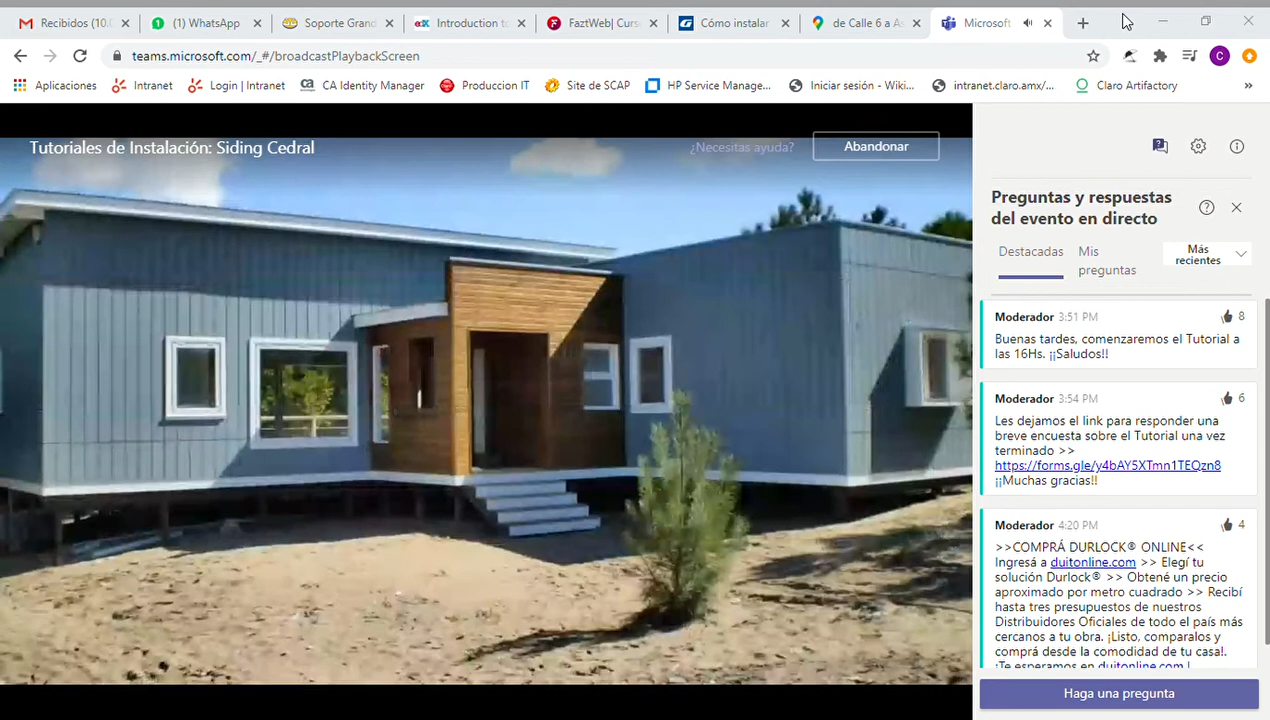 Recibidos (10.
(1) WhatsApp
Soporte Grand
Introduction to
FaztWeb| Curs
Cómo instalar
de Calle 6 a As
Microsoft
teams.microsoft.com/_#/broadcastPlaybackScreen
Aplicaciones
Intranet
Login | Intranet
CA Identity Manager
Produccion IT
Site de SCAP
HP Service Manage...
Iniciar sesión - Wiki...
intranet.claro.amx/...
Claro Artifactory
»
Tutoriales de Instalación: Siding Cedral
¿Necesitas ayuda?
Abandonar
Preguntas y respuestas
del evento en directo
Destacadas
Mis
preguntas
Más
recientes
Moderador 3:51 PM 8
Buenas tardes, comenzaremos el Tutorial a
las 16Hs. ¡¡Saludos!!
Moderador 3:54 PM 6
Les dejamos el link para responder una
breve encuesta sobre el Tutorial una vez
terminado >>
https://forms.gle/y4bAY5XTmn1TEQzn8
¡¡Muchas gracias!!
Moderador 4:20 PM 4
>>COMPRÁ DURLOCK® ONLINE<<
Ingresá a duitonline.com >> Elegí tu
solución Durlock® >> Obtené un precio
aproximado por metro cuadrado >> Recibí
hasta tres presupuestos de nuestros
Distribuidores Oficiales de todo el país más
cercanos a tu obra. ¡Listo, comparalos y
comprá desde la comodidad de tu casa!.
¡Te esperamos en duitonline.com |
Haga una pregunta